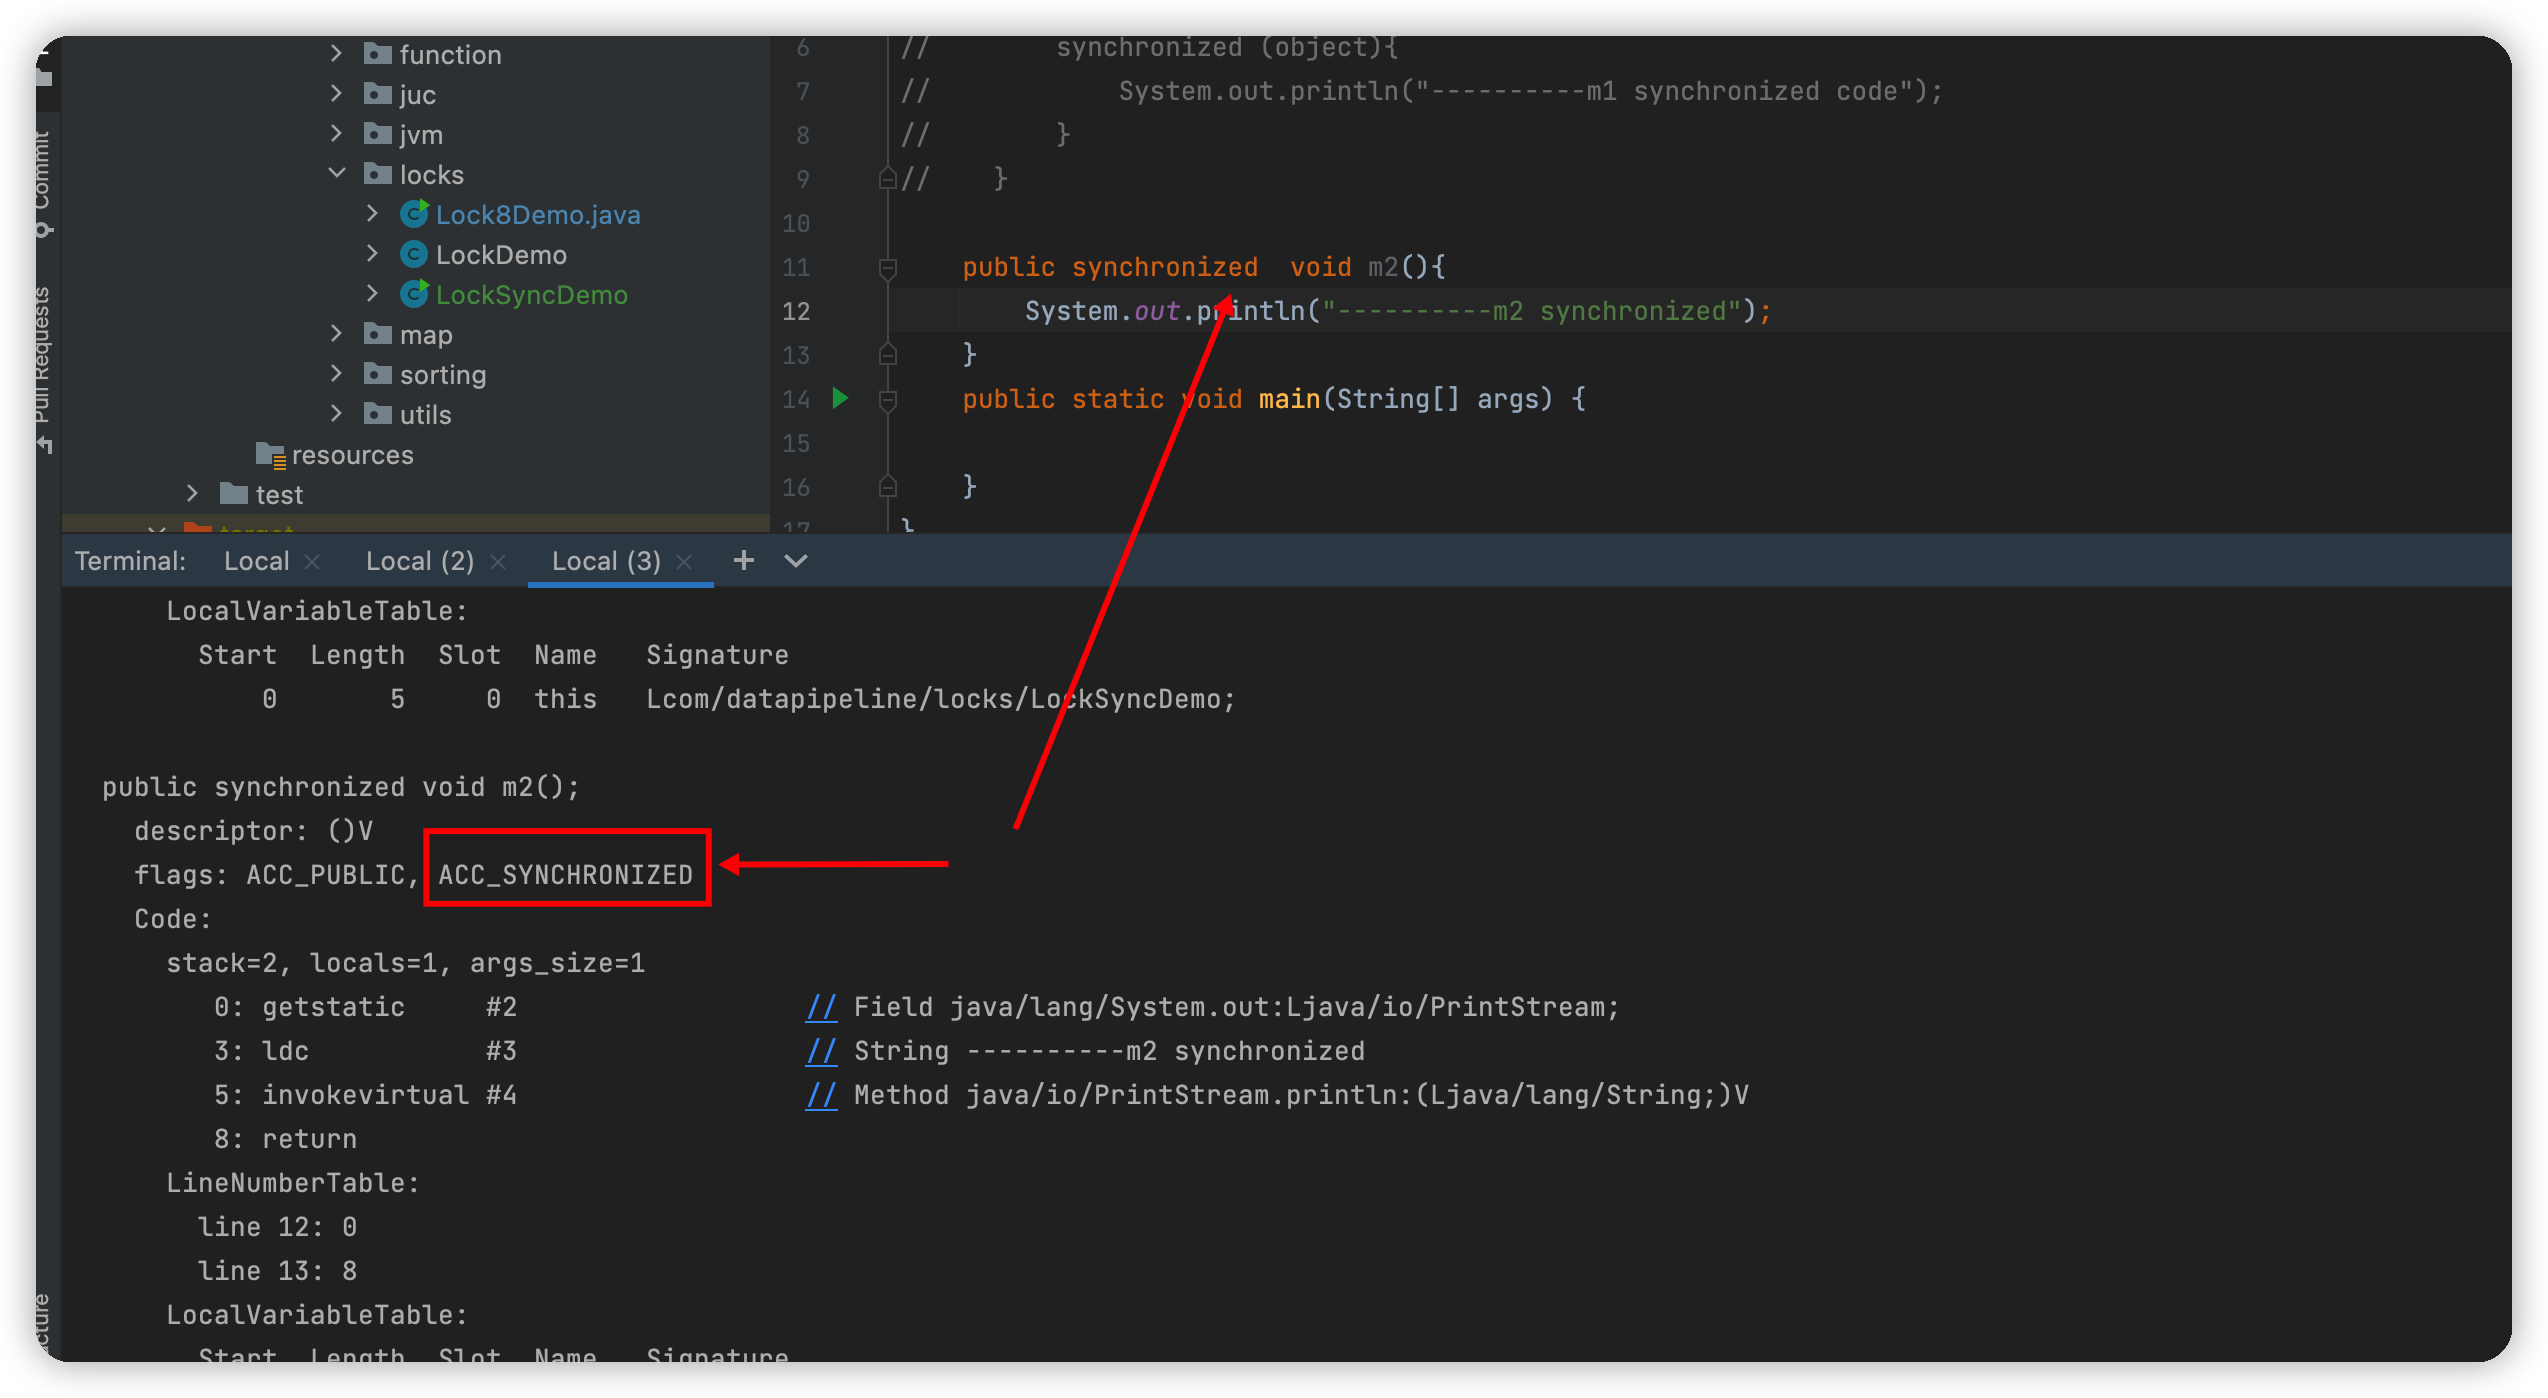 Commit
Pull Requests
function
juc
jvm
locks
Lock8Demo.java
LockDemo
LockSyncDemo
map
sorting
utils
resources
test
target
6 //        synchronized (object){
7 //            System.out.println("----------m1 synchronized code");
8 //        }
9 //    }
10
11     public synchronized  void m2(){
12         System.out.println("----------m2 synchronized");
13     }
14     public static void main(String[] args) {
15
16     }
17 }
Terminal: Local Local (2) Local (3)
LocalVariableTable:
Start  Length  Slot  Name   Signature
0       5     0  this   Lcom/datapipeline/locks/LockSyncDemo;
public synchronized void m2();
descriptor: ()V
flags: ACC_PUBLIC, ACC_SYNCHRONIZED
Code:
stack=2, locals=1, args_size=1
0: getstatic     #2                  // Field java/lang/System.out:Ljava/io/PrintStream;
3: ldc           #3                  // String ----------m2 synchronized
5: invokevirtual #4                  // Method java/io/PrintStream.println:(Ljava/lang/String;)V
8: return
LineNumberTable:
line 12: 0
line 13: 8
LocalVariableTable:
Start  Length  Slot  Name   Signature